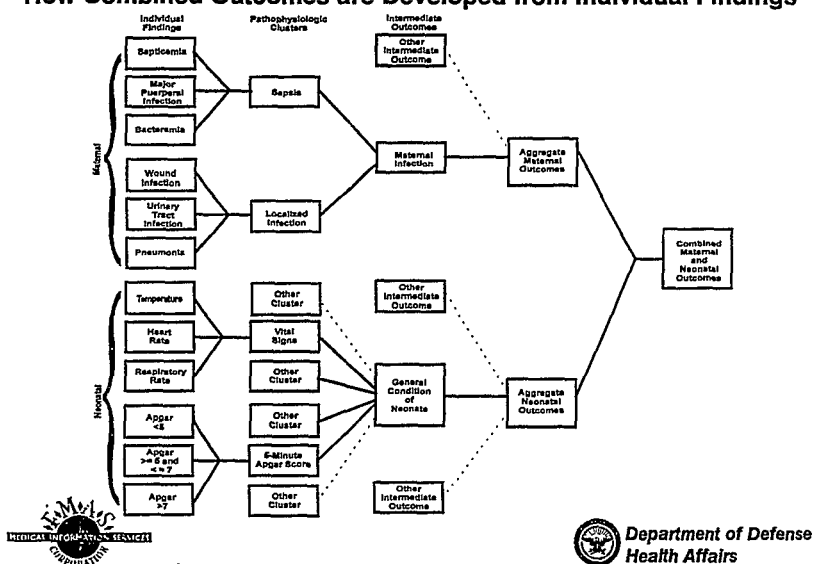 How Combined Outcomes are Developed from Individual Findings
Individual
Findings
Pathophysiologic
Clusters
Intermediate
Outcomes
Septicemia
Major
Puerperal
Infection
Bacteremia
Sepsis
Other
Intermediate
Outcome
Maternal
Wound
Infection
Urinary
Tract
Infection
Pneumonia
Localized
Infection
Maternal
Infection
Aggregate
Maternal
Outcomes
Combined
Maternal
and
Neonatal
Outcomes
Neonatal
Temperature
Heart
Rate
Respiratory
Rate
Apgar
<5
Apgar
>= 5 and
<= 7
Apgar
>7
Other
Cluster
Vital
Signs
Other
Cluster
Other
Cluster
5-Minute
Apgar Score
Other
Cluster
Other
Intermediate
Outcome
General
Condition
of
Neonate
Other
Intermediate
Outcome
Aggregate
Neonatal
Outcomes
F•M•A•S
MEDICAL INFORMATION SERVICES
CORPORATION
Department of Defense
Health Affairs